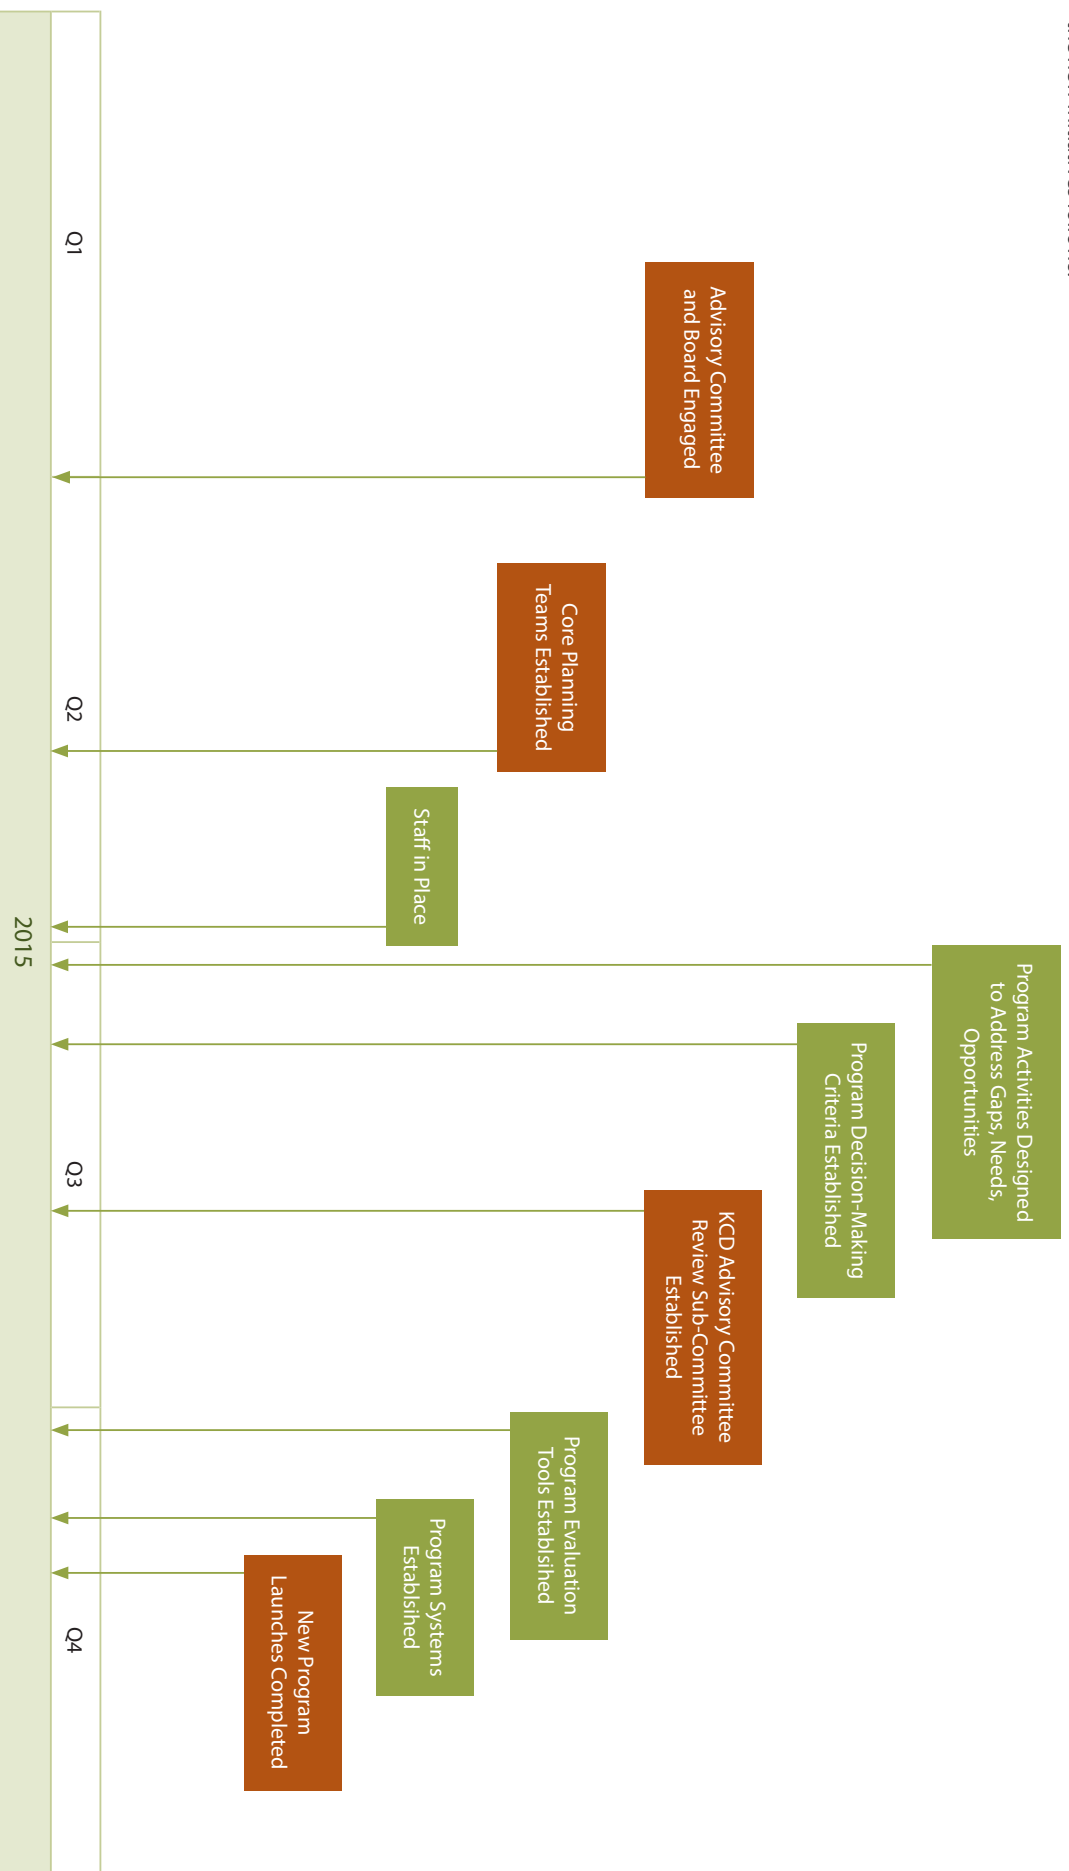 Advisory Committee
and Board Engaged
Core Planning
Teams Established
Staff in Place
Program Activities Designed
to Address Gaps, Needs,
Opportunities
Program Decision-Making
Criteria Established
KCD Advisory Committee
Review Sub-Committee
Established
Program Evaluation
Tools Establsihed
Program Systems
Establsihed
New Program
Launches Completed
Q1
Q2
Q3
Q4
2015